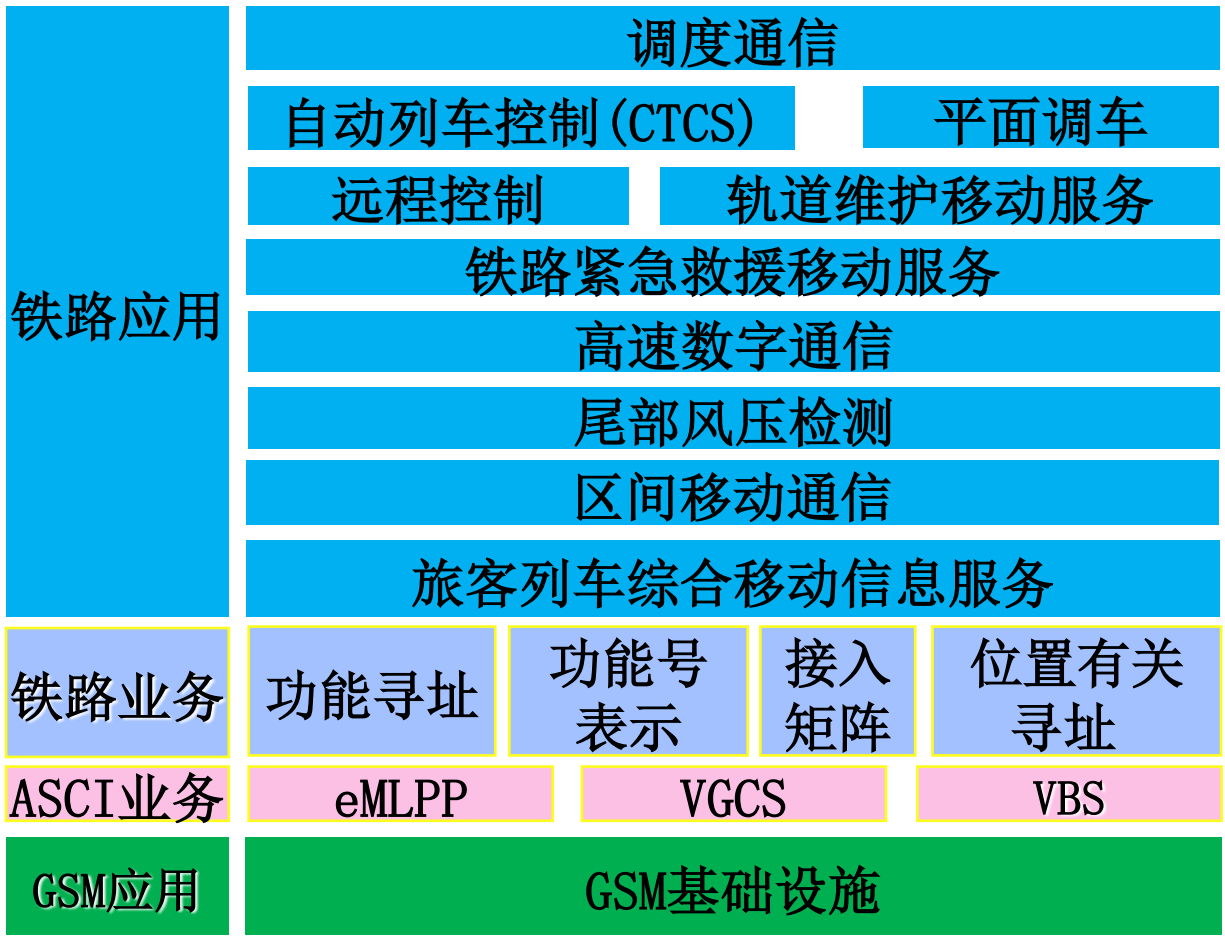 调度通信
自动列车控制(CTCS)
平面调车
远程控制
轨道维护移动服务
铁路紧急救援移动服务
铁路应用
高速数字通信
尾部风压检测
区间移动通信
旅客列车综合移动信息服务
铁路业务
功能寻址
功能号
表示
接入
矩阵
位置有关
寻址
ASCI业务
eMLPP
VGCS
VBS
GSM应用
GSM基础设施